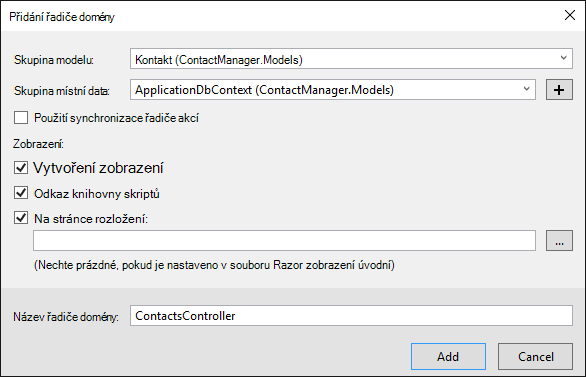 Přidání řadiče domény
Skupina modelu: Kontakt (ContactManager.Models)
Skupina místní data: ApplicationDbContext (ContactManager.Models) +
Použití synchronizace řadiče akcí
Zobrazení:
Vytvoření zobrazení
Odkaz knihovny skriptů
Na stránce rozložení:
...
(Nechte prázdné, pokud je nastaveno v souboru Razor zobrazení úvodní)
Název řadiče domény: ContactsController
Add Cancel